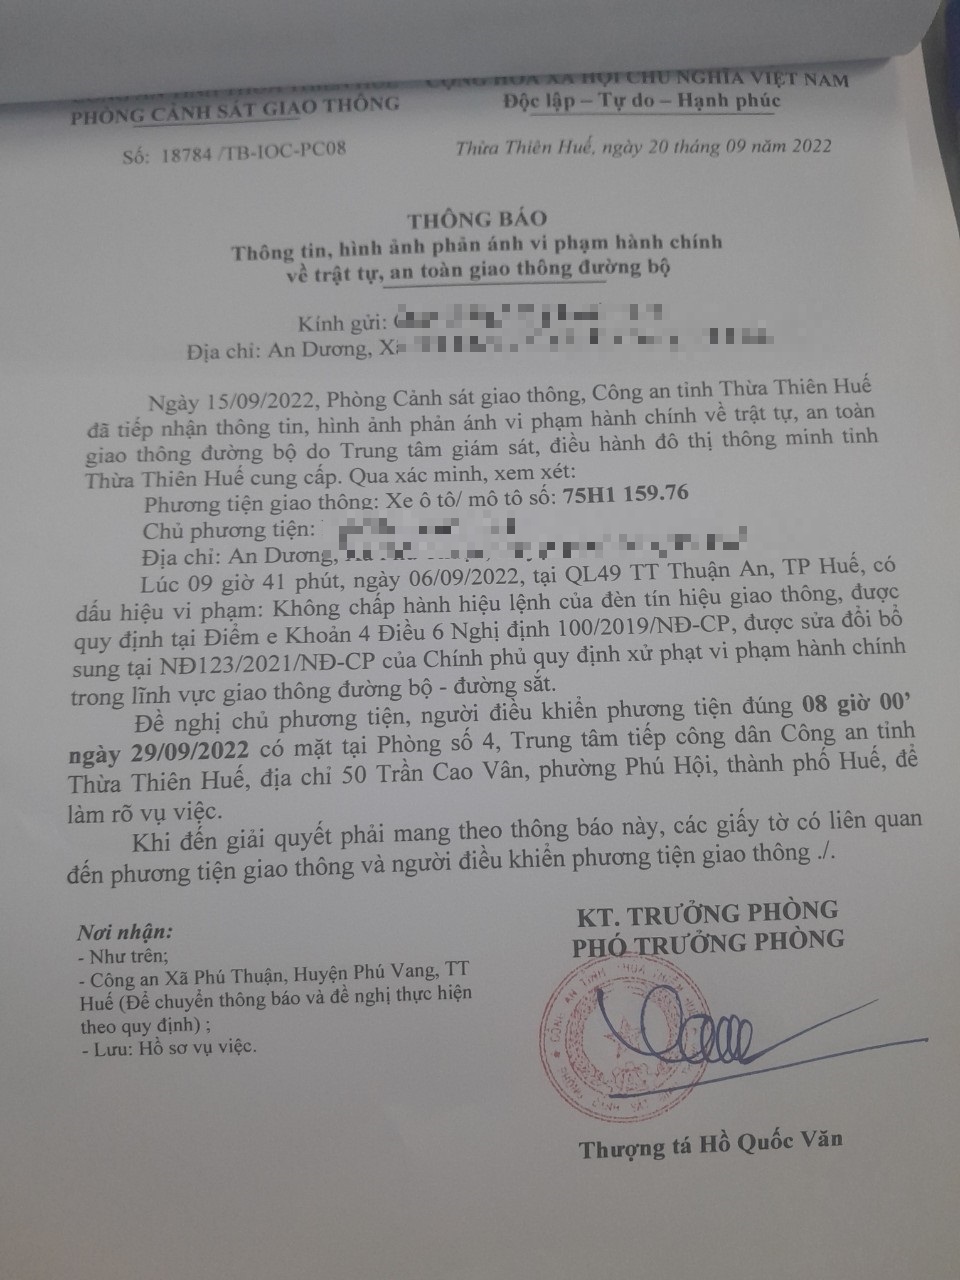 PHÒNG CẢNH SÁT GIAO THÔNG
CỘNG HÒA XÃ HỘI CHỦ NGHĨA VIỆT NAM
Độc lập – Tự do – Hạnh phúc
Số: 18784 /TB-IOC-PC08
Thừa Thiên Huế, ngày 20 tháng 09 năm 2022
THÔNG BÁO
Thông tin, hình ảnh phản ánh vi phạm hành chính
về trật tự, an toàn giao thông đường bộ
Kính gửi:
Địa chỉ: An Dương,
Ngày 15/09/2022, Phòng Cảnh sát giao thông, Công an tỉnh Thừa Thiên Huế
đã tiếp nhận thông tin, hình ảnh phản ánh vi phạm hành chính về trật tự, an toàn
giao thông đường bộ do Trung tâm giám sát, điều hành đô thị thông minh tỉnh
Thừa Thiên Huế cung cấp. Qua xác minh, xem xét:
Phương tiện giao thông: Xe ô tô/ mô tô số: 75H1 159.76
Chủ phương tiện:
Địa chỉ: An Dương,
Lúc 09 giờ 41 phút, ngày 06/09/2022, tại QL49 TT Thuận An, TP Huế, có
dấu hiệu vi phạm: Không chấp hành hiệu lệnh của đèn tín hiệu giao thông, được
quy định tại Điểm e Khoản 4 Điều 6 Nghị định 100/2019/NĐ-CP, được sửa đổi bổ
sung tại NĐ123/2021/NĐ-CP của Chính phủ quy định xử phạt vi phạm hành chính
trong lĩnh vực giao thông đường bộ - đường sắt.
Đề nghị chủ phương tiện, người điều khiển phương tiện đúng 08 giờ 00’
ngày 29/09/2022 có mặt tại Phòng số 4, Trung tâm tiếp công dân Công an tỉnh
Thừa Thiên Huế, địa chỉ 50 Trần Cao Vân, phường Phú Hội, thành phố Huế, để
làm rõ vụ việc.
Khi đến giải quyết phải mang theo thông báo này, các giấy tờ có liên quan
đến phương tiện giao thông và người điều khiển phương tiện giao thông ./.
Nơi nhận:
- Như trên;
- Công an Xã Phú Thuận, Huyện Phú Vang, TT
Huế (Để chuyển thông báo và đề nghị thực hiện
theo quy định) ;
- Lưu: Hồ sơ vụ việc.
KT. TRƯỞNG PHÒNG
PHÓ TRƯỞNG PHÒNG
Thượng tá Hồ Quốc Văn